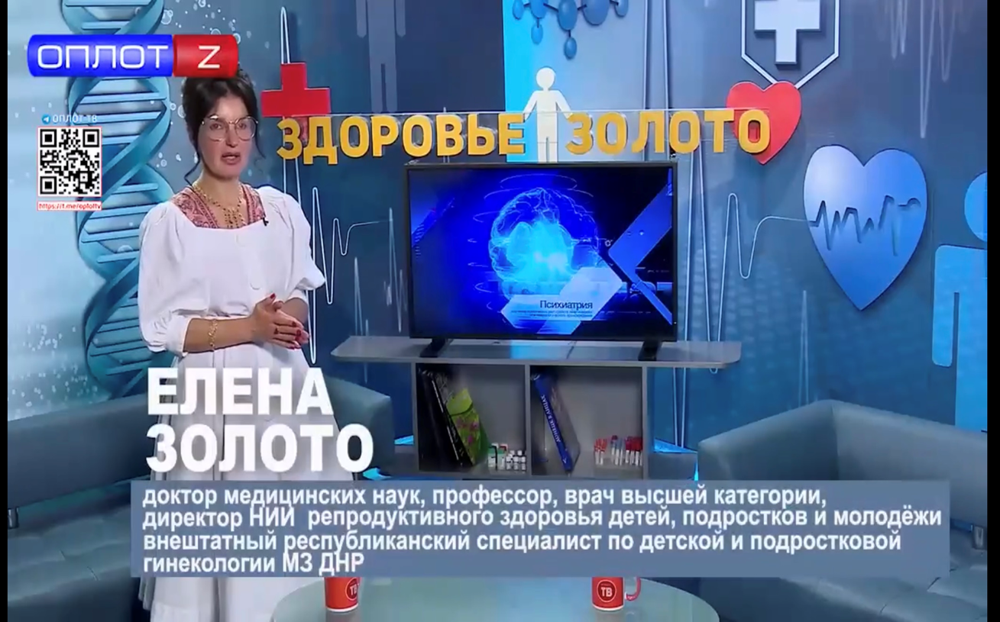 ОПЛОТ Z
ОПЛОТ ТВ
https://t.me/oplottv
ЗДОРОВЬЕ ЗОЛОТО
Психиатрия
ЕЛЕНА
ЗОЛОТО
доктор медицинских наук, профессор, врач высшей категории,
директор НИИ репродуктивного здоровья детей, подростков и молодёжи
внештатный республиканский специалист по детской и подростковой
гинекологии МЗ ДНР
ТВ
ТВ